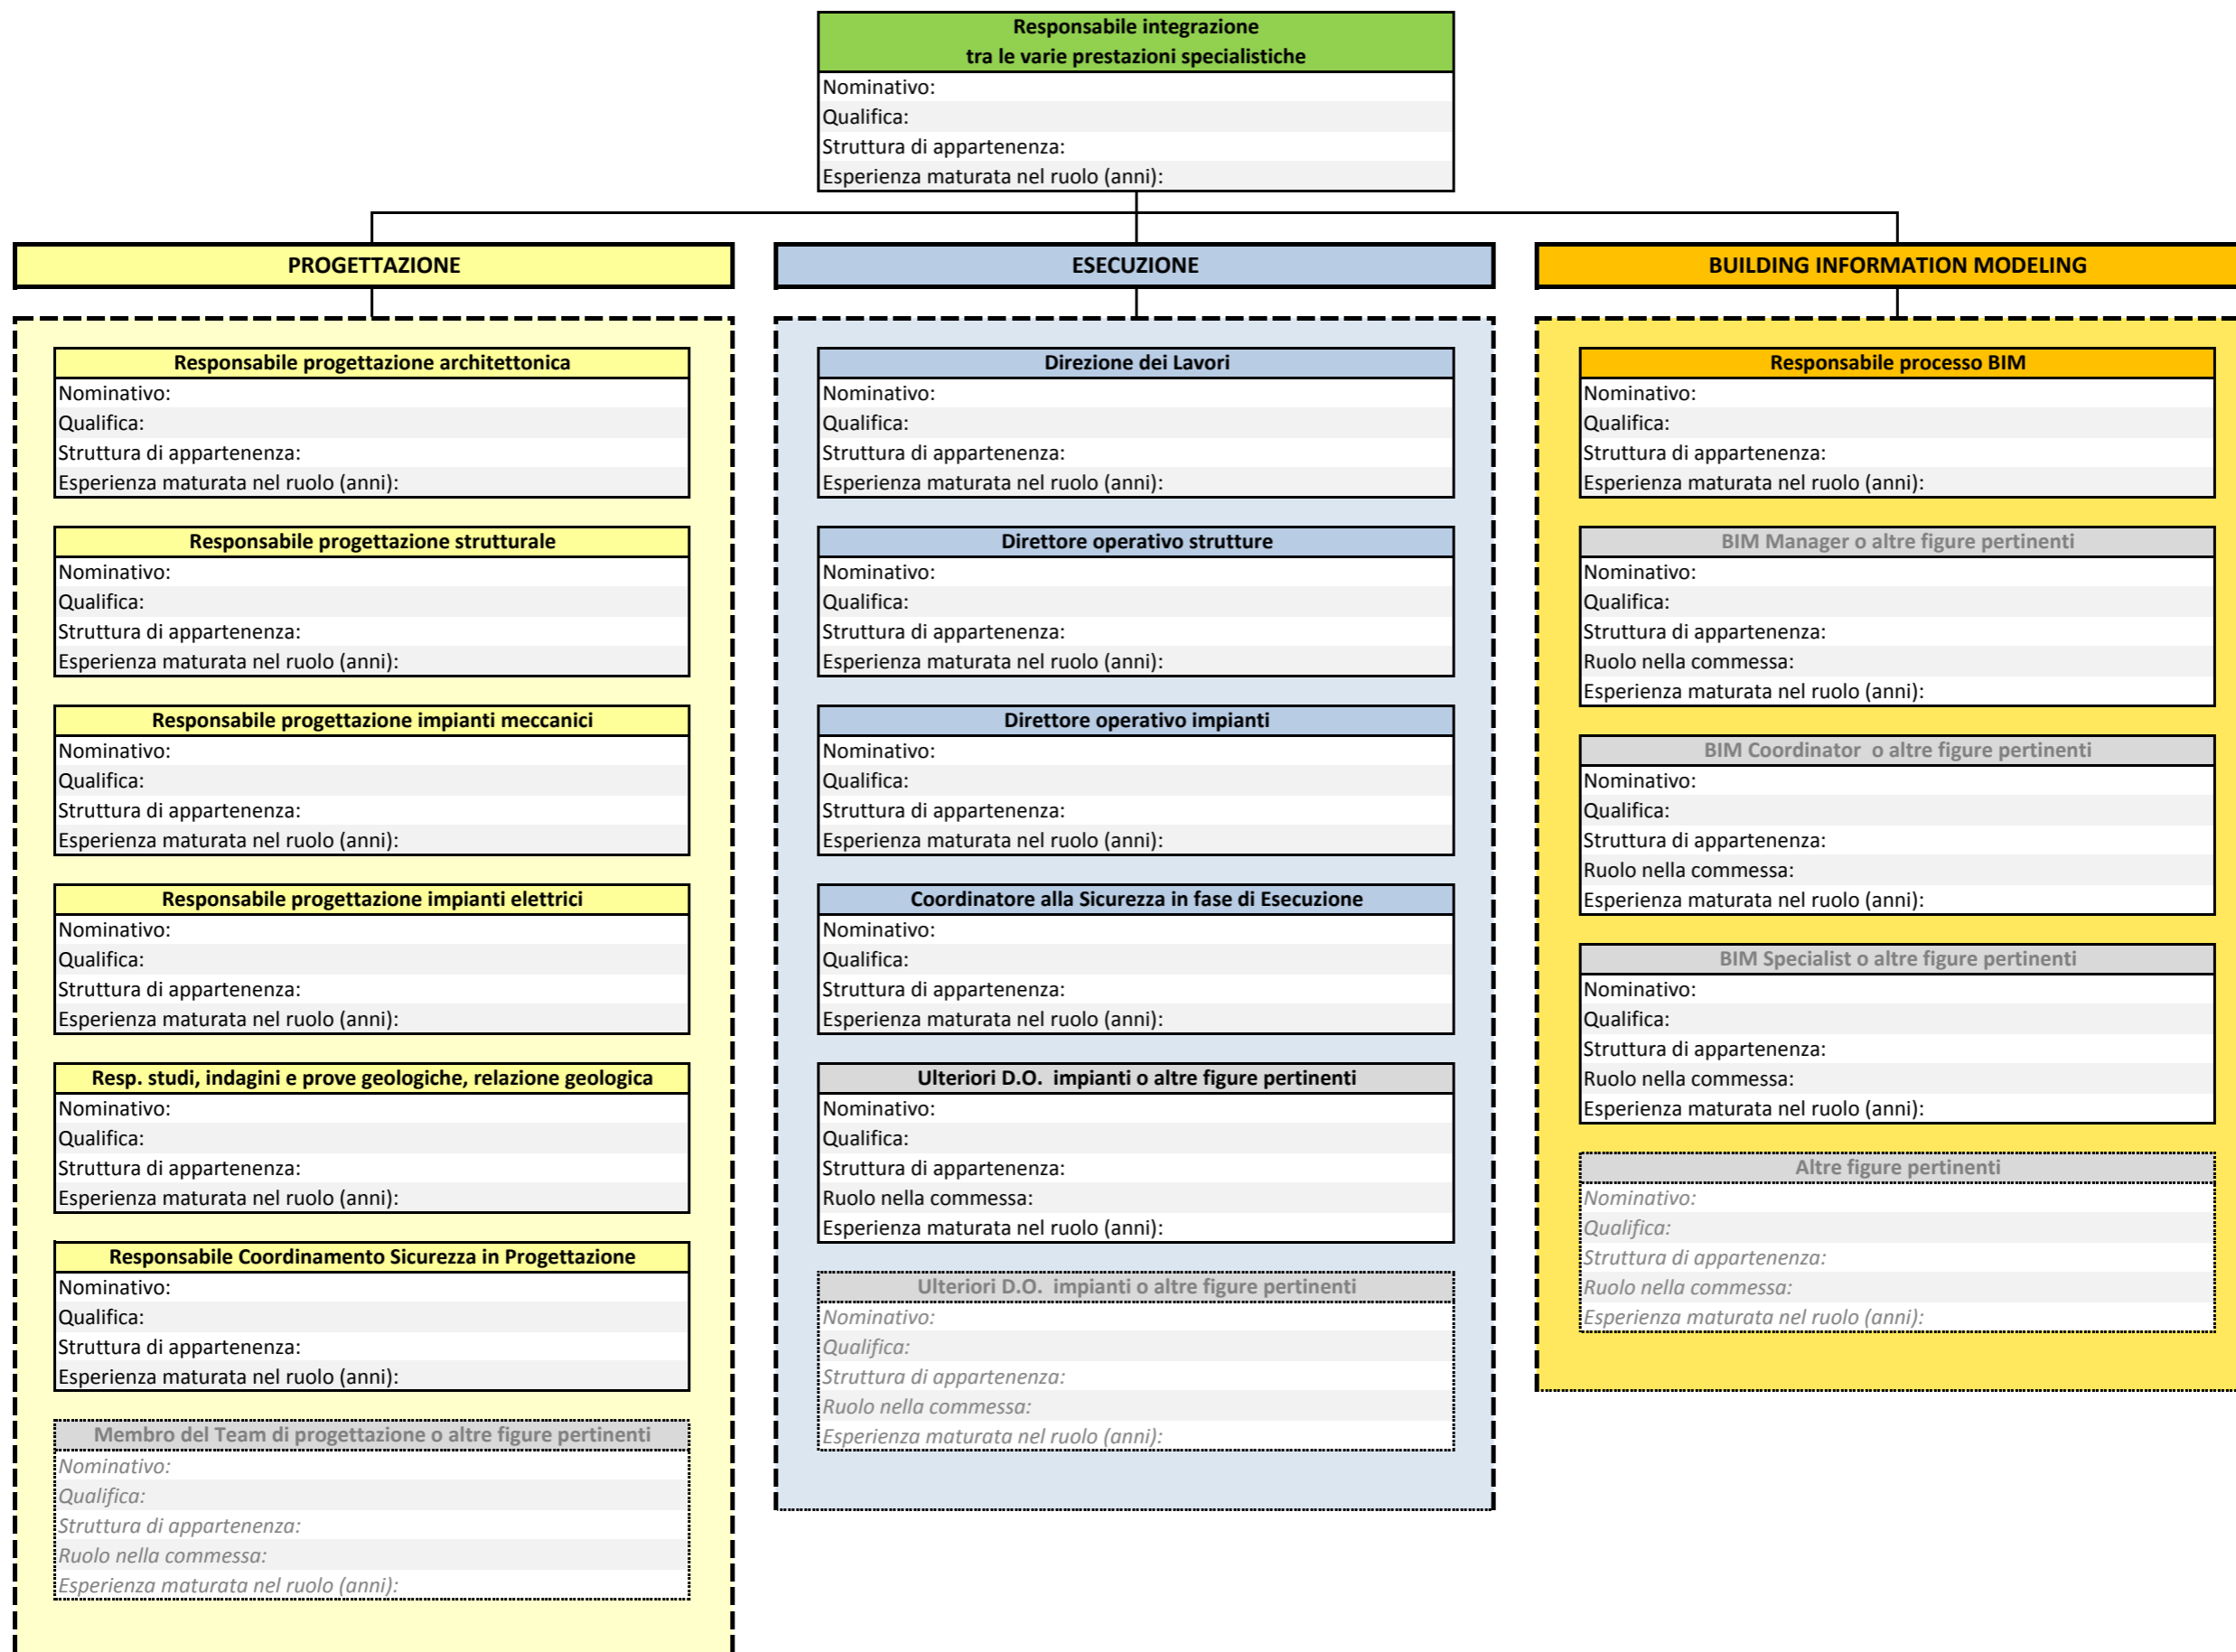 Responsabile integrazione
tra le varie prestazioni specialistiche
Nominativo:
Qualifica:
Struttura di appartenenza:
Esperienza maturata nel ruolo (anni):
PROGETTAZIONE
Responsabile progettazione architettonica
Nominativo:
Qualifica:
Struttura di appartenenza:
Esperienza maturata nel ruolo (anni):
Responsabile progettazione strutturale
Nominativo:
Qualifica:
Struttura di appartenenza:
Esperienza maturata nel ruolo (anni):
Responsabile progettazione impianti meccanici
Nominativo:
Qualifica:
Struttura di appartenenza:
Esperienza maturata nel ruolo (anni):
Responsabile progettazione impianti elettrici
Nominativo:
Qualifica:
Struttura di appartenenza:
Esperienza maturata nel ruolo (anni):
Resp. studi, indagini e prove geologiche, relazione geologica
Nominativo:
Qualifica:
Struttura di appartenenza:
Esperienza maturata nel ruolo (anni):
Responsabile Coordinamento Sicurezza in Progettazione
Nominativo:
Qualifica:
Struttura di appartenenza:
Esperienza maturata nel ruolo (anni):
Membro del Team di progettazione o altre figure pertinenti
Nominativo:
Qualifica:
Struttura di appartenenza:
Ruolo nella commessa:
Esperienza maturata nel ruolo (anni):
ESECUZIONE
Direzione dei Lavori
Nominativo:
Qualifica:
Struttura di appartenenza:
Esperienza maturata nel ruolo (anni):
Direttore operativo strutture
Nominativo:
Qualifica:
Struttura di appartenenza:
Esperienza maturata nel ruolo (anni):
Direttore operativo impianti
Nominativo:
Qualifica:
Struttura di appartenenza:
Esperienza maturata nel ruolo (anni):
Coordinatore alla Sicurezza in fase di Esecuzione
Nominativo:
Qualifica:
Struttura di appartenenza:
Esperienza maturata nel ruolo (anni):
Ulteriori D.O.  impianti o altre figure pertinenti
Nominativo:
Qualifica:
Struttura di appartenenza:
Ruolo nella commessa:
Esperienza maturata nel ruolo (anni):
Ulteriori D.O.  impianti o altre figure pertinenti
Nominativo:
Qualifica:
Struttura di appartenenza:
Ruolo nella commessa:
Esperienza maturata nel ruolo (anni):
BUILDING INFORMATION MODELING
Responsabile processo BIM
Nominativo:
Qualifica:
Struttura di appartenenza:
Esperienza maturata nel ruolo (anni):
BIM Manager o altre figure pertinenti
Nominativo:
Qualifica:
Struttura di appartenenza:
Ruolo nella commessa:
Esperienza maturata nel ruolo (anni):
BIM Coordinator  o altre figure pertinenti
Nominativo:
Qualifica:
Struttura di appartenenza:
Ruolo nella commessa:
Esperienza maturata nel ruolo (anni):
BIM Specialist o altre figure pertinenti
Nominativo:
Qualifica:
Struttura di appartenenza:
Ruolo nella commessa:
Esperienza maturata nel ruolo (anni):
Altre figure pertinenti
Nominativo:
Qualifica:
Struttura di appartenenza:
Ruolo nella commessa:
Esperienza maturata nel ruolo (anni):